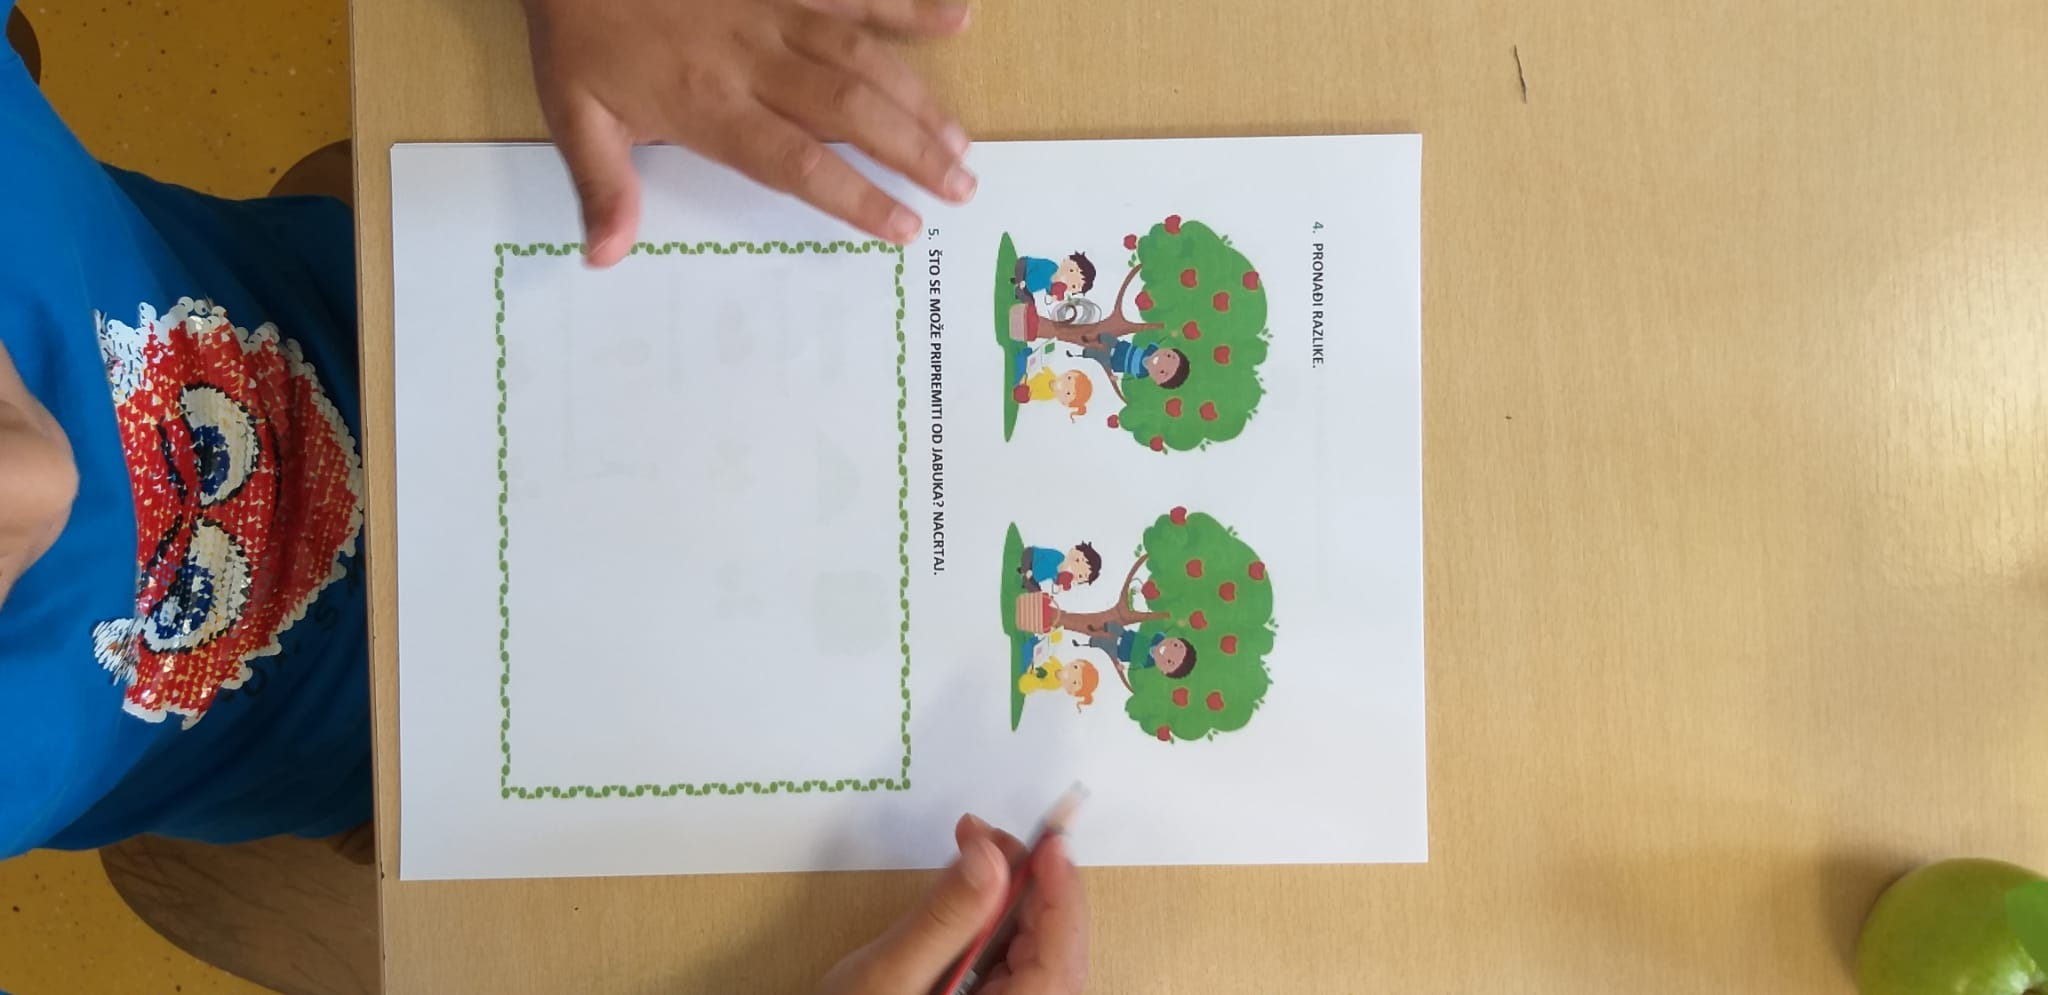 4. PRONAĐI RAZLIKE.
5. ŠTO SE MOŽE PRIPREMITI OD JABUKA? NACRTAJ.